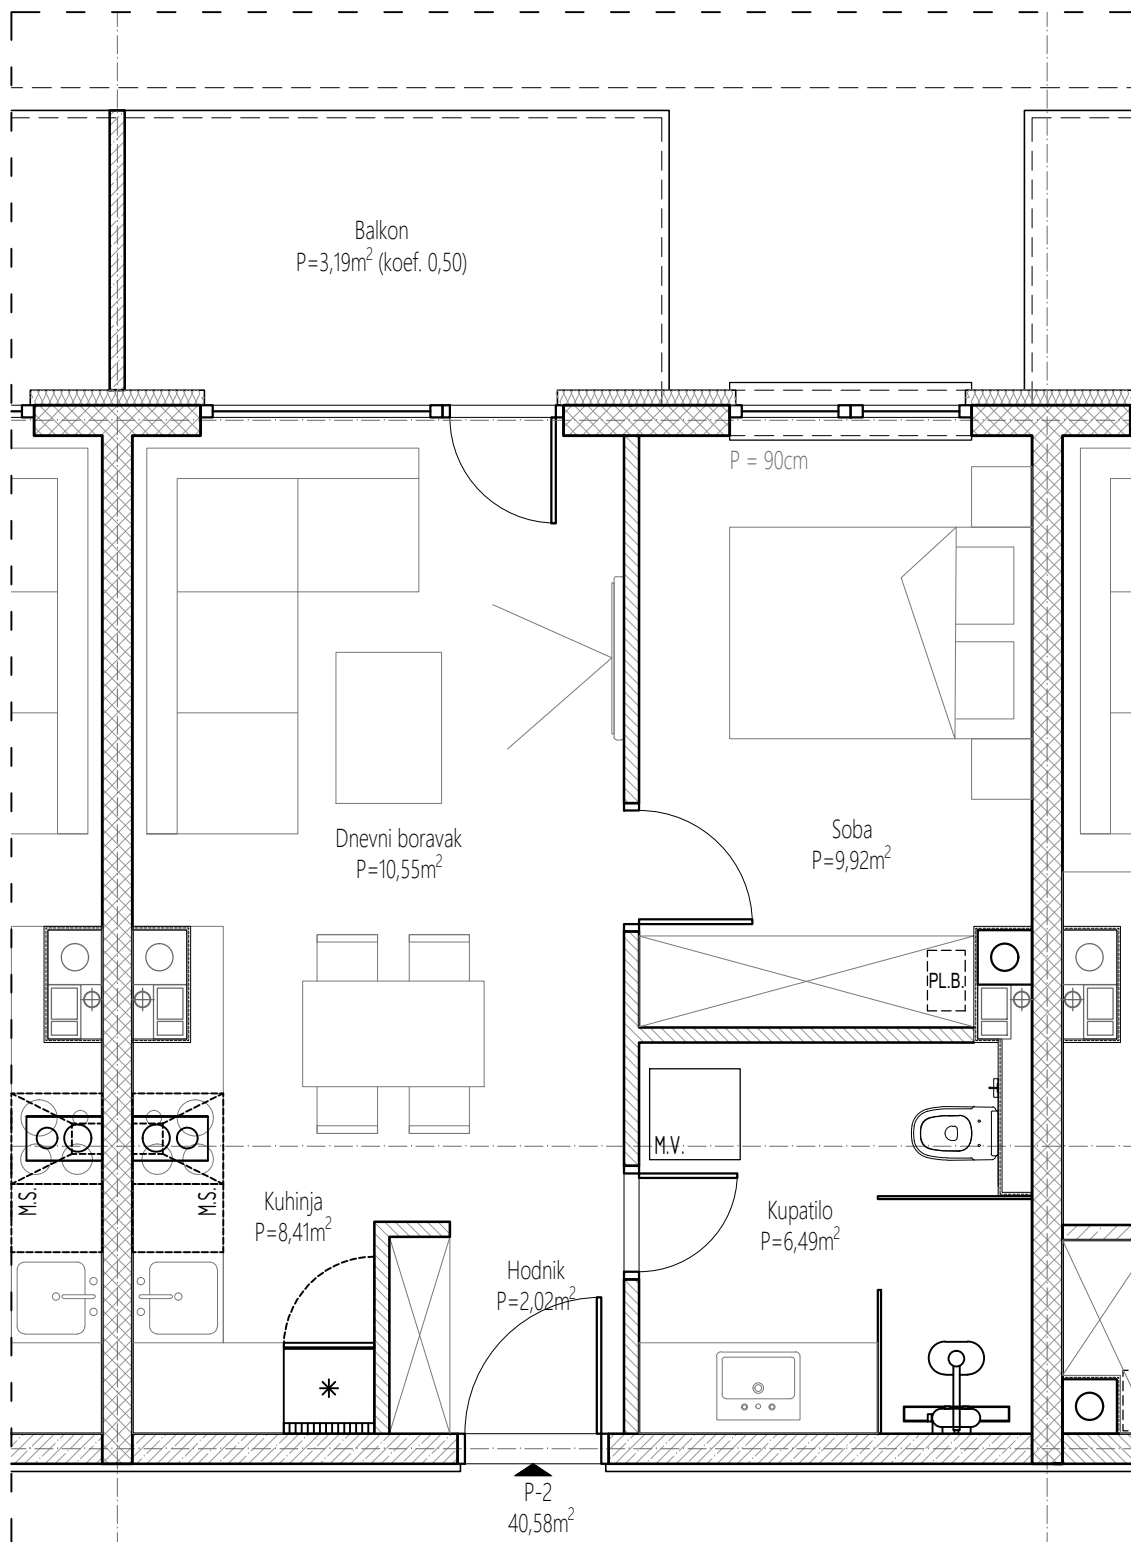 Balkon
P=3,19m² (koef. 0,50)
P = 90cm
Dnevni boravak
P=10,55m²
Soba
P=9,92m²
PL.B.
M.V.
M.S.
M.S.
Kuhinja
P=8,41m²
Kupatilo
P=6,49m²
Hodnik
P=2,02m²
P-2
40,58m²